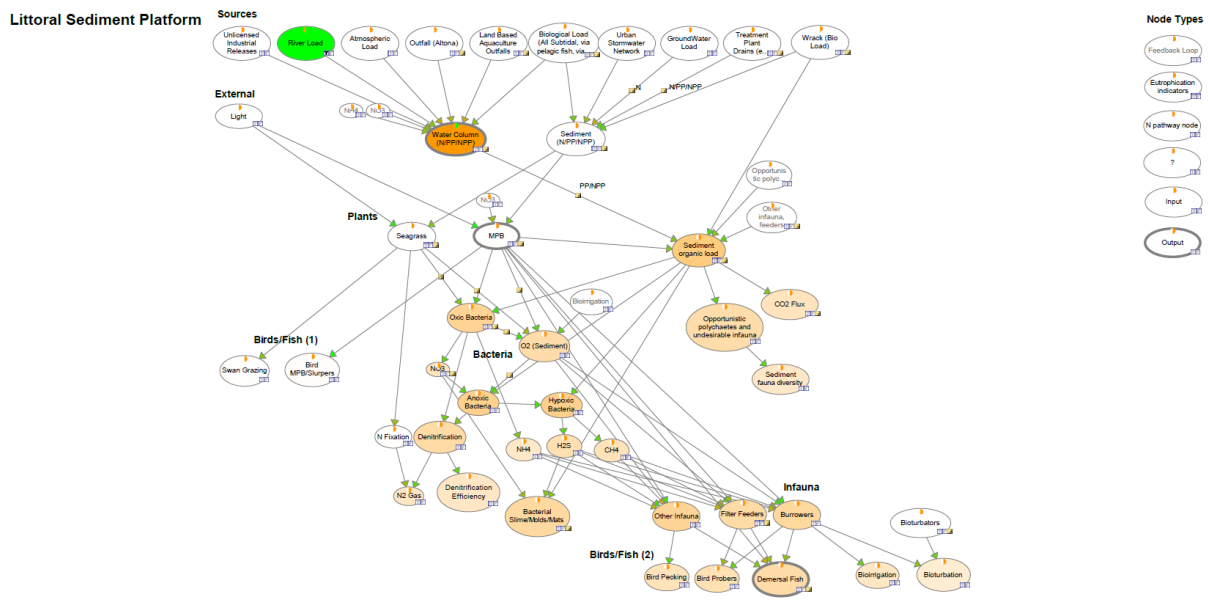 Littoral Sediment Platform
Sources
Node Types
Unlicensed
Industrial
Releases
River Load
Atmospheric
Load
Outfall (Altona)
Land Based
Aquaculture
Outfalls
Biological Load
(All Subtidal, via
pelagic fish, via...
Urban
Stormwater
Network
GroundWater
Load
Treatment
Plant
Drains (e...
Wrack (Bio
Load)
Feedback Loop
Eutrophication
indicators
N pathway node
?
Input
Output
External
Light
NH4
NO3
N
N/PP/NPP
Water Column
(N/PP/NPP)
Sediment
(N/PP/NPP)
PP/NPP
Opportunis
tic polyc...
Other
infauna,
feeders
NO3
Plants
Seagrass
MPB
Sediment
organic load
Bioirrigation
CO2 Flux
Oxic Bacteria
Opportunistic
polychaetes and
undesirable infauna
O2 (Sediment)
Birds/Fish (1)
Bacteria
Swan Grazing
Bird
MPB/Slurpers
NO3
Sediment
fauna diversity
Anoxic
Bacteria
Hypoxic
Bacteria
N Fixation
Denitrification
NH4
H2S
CH4
N2 Gas
Denitrification
Efficiency
Infauna
Bacterial
Slime/Molds/Mats
Other Infauna
Filter Feeders
Burrowers
Bioturbators
Birds/Fish (2)
Bird Pecking
Bird Probers
Demersal Fish
Bioirrigation
Bioturbation